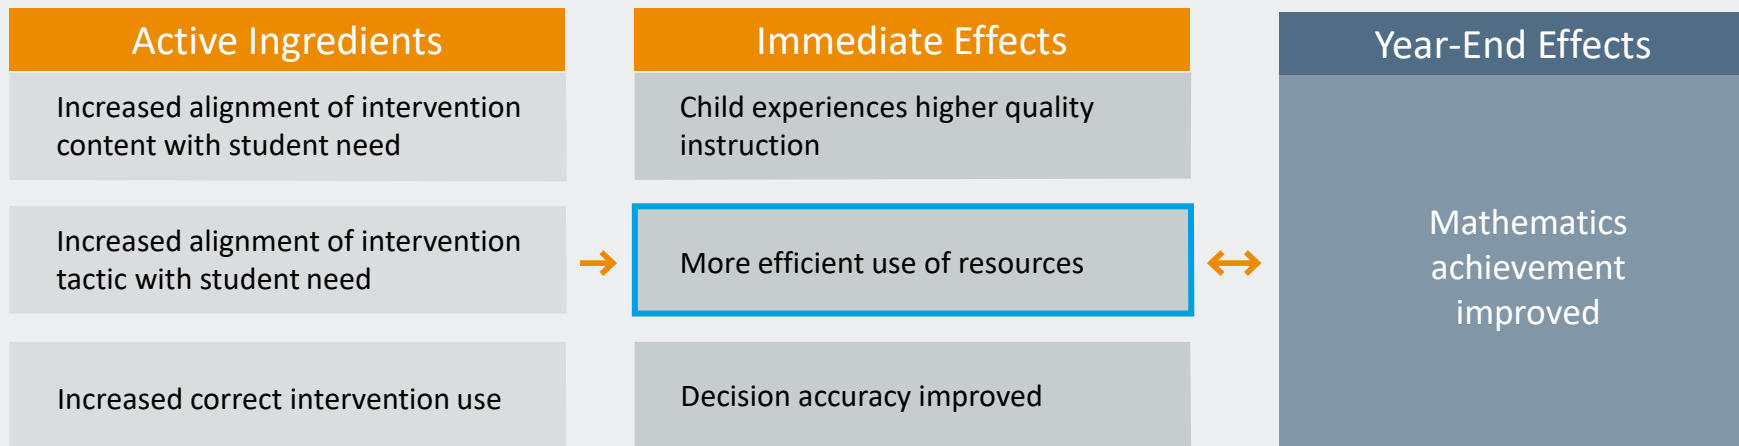 Active Ingredients
Increased alignment of intervention
content with student need
Increased alignment of intervention
tactic with student need
Increased correct intervention use
Immediate Effects
Child experiences higher quality
instruction
More efficient use of resources
Decision accuracy improved
Year-End Effects
Mathematics
achievement
improved